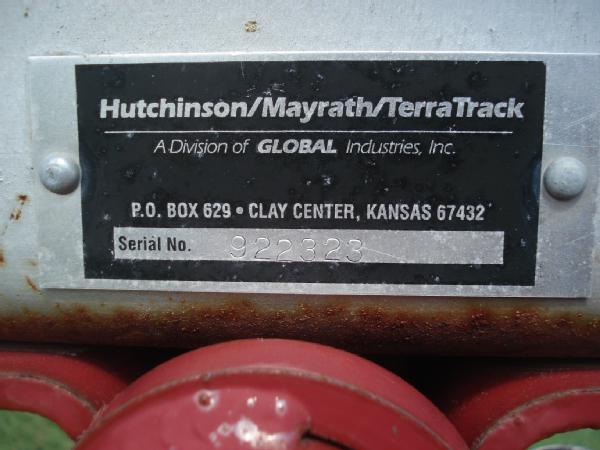 Hutchinson/Mayrath/TerraTrack
A Division of GLOBAL Industries, Inc.
P.O. BOX 629 • CLAY CENTER, KANSAS 67432
Serial No. 922323